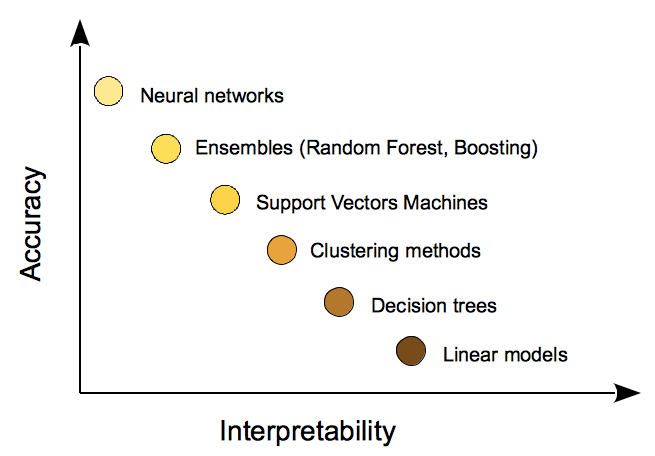 Neural networks
Ensembles (Random Forest, Boosting)
Support Vectors Machines
Clustering methods
Decision trees
Linear models
Accuracy
Interpretability